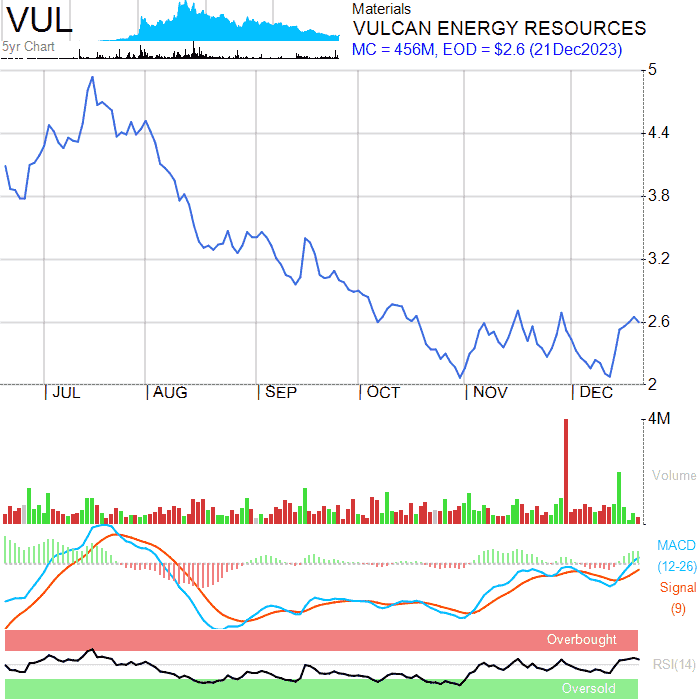 VUL
5yr Chart
Materials
VULCAN ENERGY RESOURCES
MC = 456M, EOD = $2.6 (21Dec2023)
5
4.4
3.8
3.2
2.6
2
JUL
AUG
SEP
OCT
NOV
DEC
4M
Volume
MACD
(12-26)
Signal
(9)
Overbought
RSI(14)
Oversold